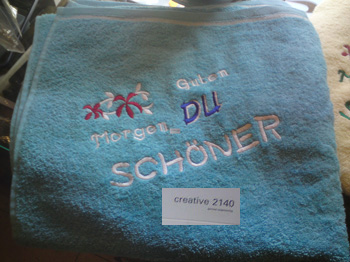 Guten
Morgen
DU
SCHÖNER
creative 2140